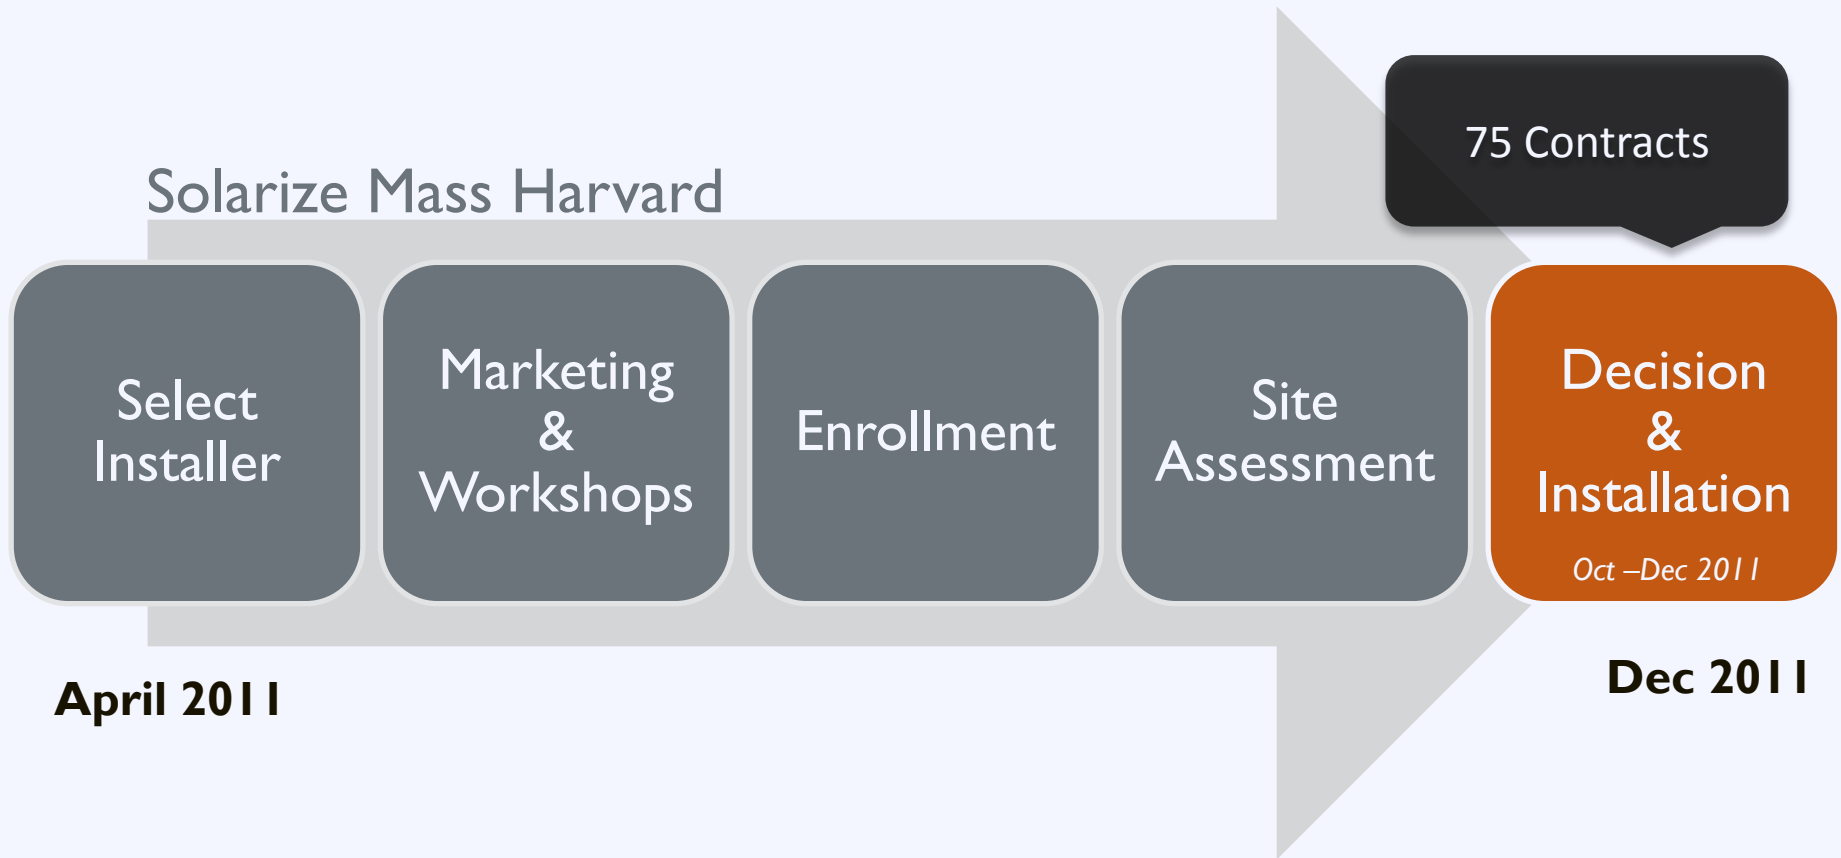 75 Contracts
Solarize Mass Harvard
Select
Installer
Marketing
&
Workshops
Enrollment
Site
Assessment
Decision
&
Installation
Oct –Dec 2011
April 2011
Dec 2011